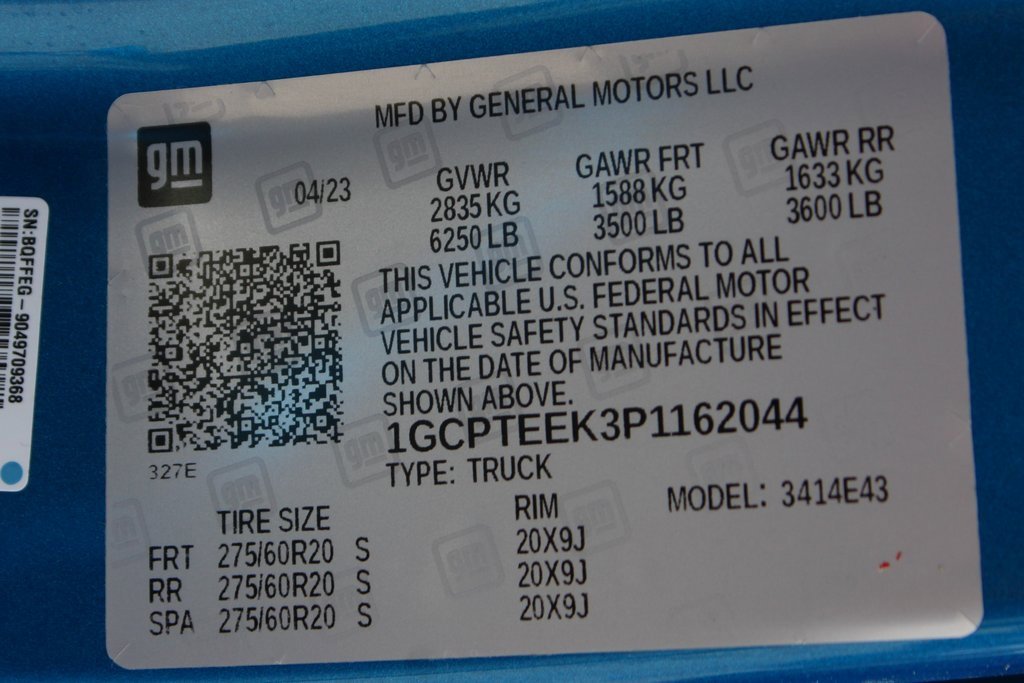 MFD BY GENERAL MOTORS LLC
gm
04/23
GVWR GAWR FRT GAWR RR
2835 KG 1588 KG 1633 KG
6250 LB 3500 LB 3600 LB
THIS VEHICLE CONFORMS TO ALL
APPLICABLE U.S. FEDERAL MOTOR
VEHICLE SAFETY STANDARDS IN EFFECT
ON THE DATE OF MANUFACTURE
SHOWN ABOVE.
1GCPTEEK3P1162044
327E
TYPE: TRUCK
MODEL: 3414E43
TIRE SIZE RIM
FRT 275/60R20 S 20X9J
RR 275/60R20 S 20X9J
SPA 275/60R20 S 20X9J
SN:BQFFEG-9049709368